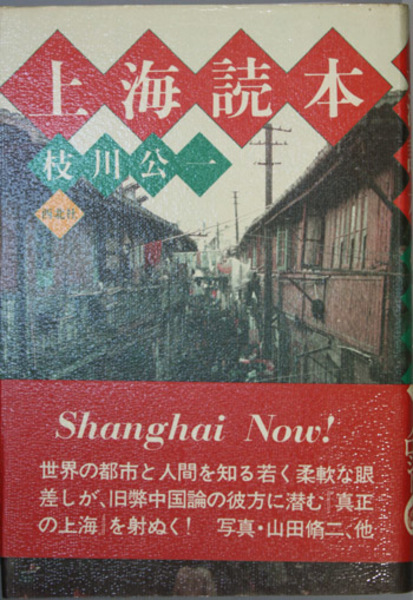 上海読本
枝川公一
西北社
Shanghai Now!
世界の都市と人間を知る若く柔軟な眼
差しが、旧弊中国論の彼方に潜む『真正
の上海』を射ぬく! 写真・山田脩二、他